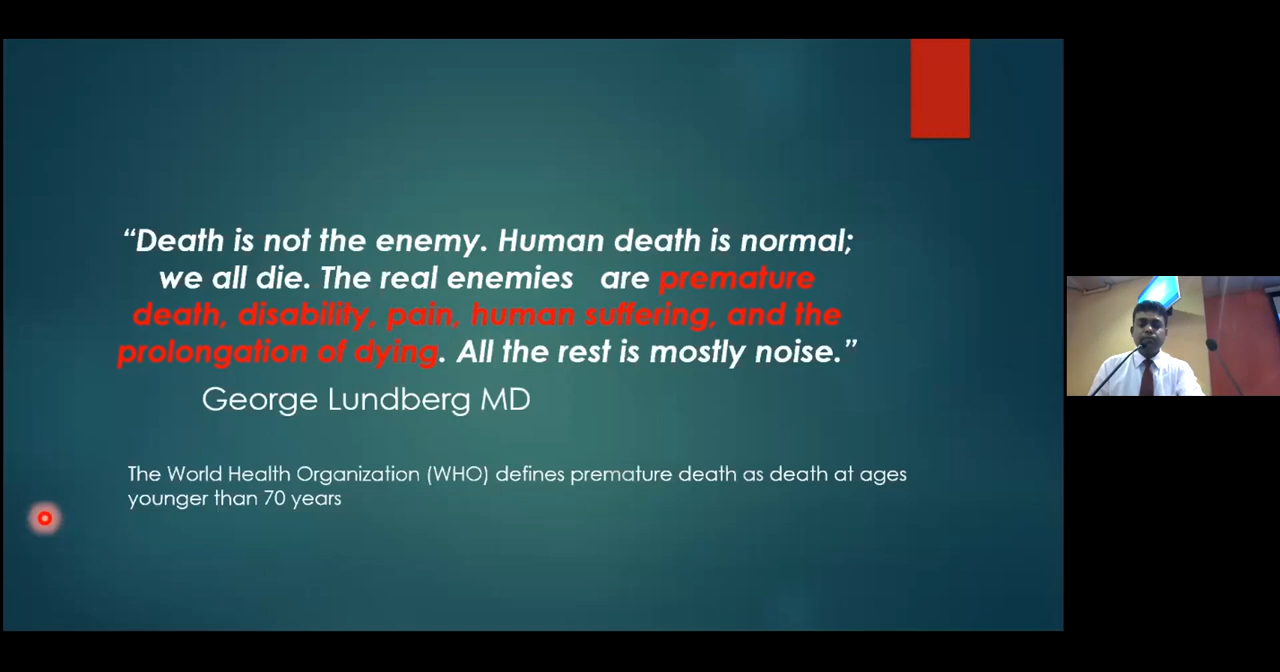 “Death is not the enemy. Human death is normal;
we all die. The real enemies   are premature
death, disability, pain, human suffering, and the
prolongation of dying. All the rest is mostly noise.”
George Lundberg MD
The World Health Organization (WHO) defines premature death as death at ages
younger than 70 years